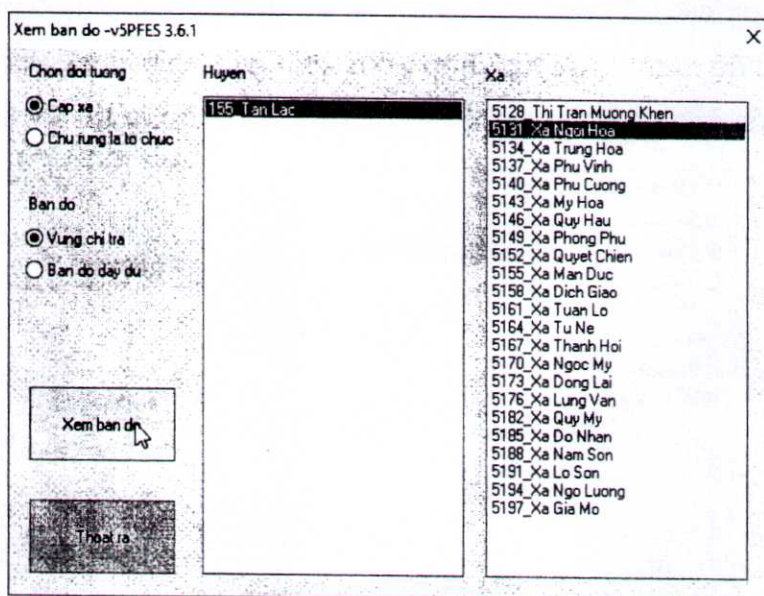 Xem ban do -v5PFES 3.6.1
Chon doi tuong
Cap xa
Chu rung la to chuc
Ban do
Vung chi tra
Ban do day du
Xem ban do
Thoat ra
Huyen
155_Tan Lac
Xa
5128_Thi Tran Muong Khen
5131_Xa Ngoi Hoa
5134_Xa Trung Hoa
5137_Xa Phu Vinh
5140_Xa Phu Cuong
5143_Xa My Hoa
5146_Xa Quy Hau
5149_Xa Phong Phu
5152_Xa Quyet Chien
5155_Xa Man Duc
5158_Xa Dich Giao
5161_Xa Tuan Lo
5164_Xa Tu Ne
5167_Xa Thanh Hoi
5170_Xa Ngoc My
5173_Xa Dong Lai
5176_Xa Lung Van
5182_Xa Quy My
5185_Xa Do Nhan
5188_Xa Nam Son
5191_Xa Lo Son
5194_Xa Ngo Luong
5197_Xa Gia Mo